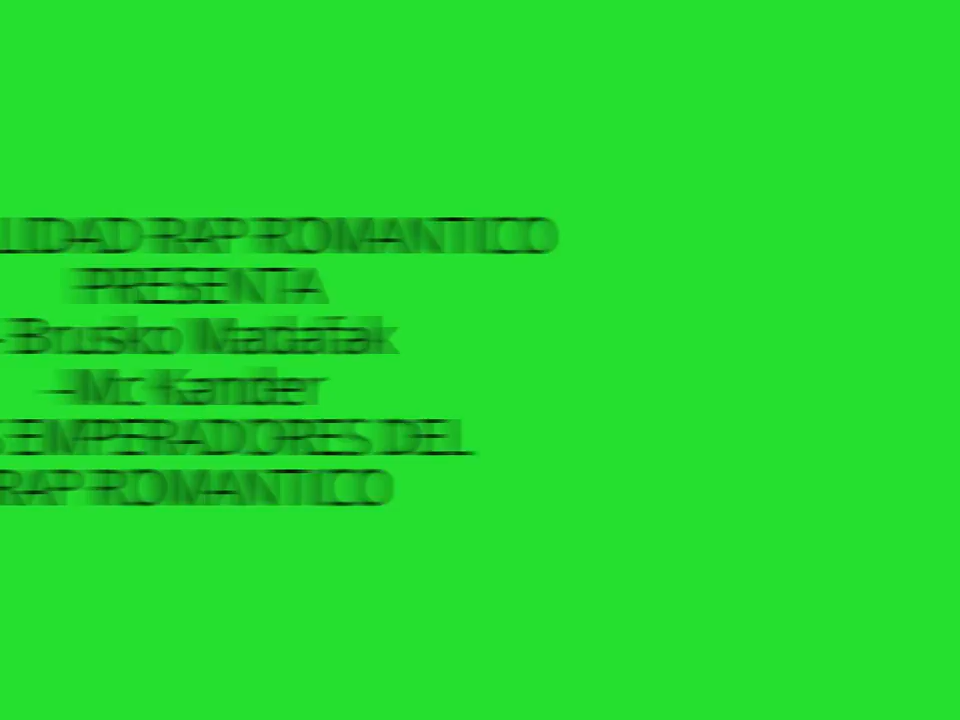 RAP ROMANTICO
PRESENTA
-Brusko Madafak
-Mc Kander
EMPERADORES DEL
RAP ROMANTICO